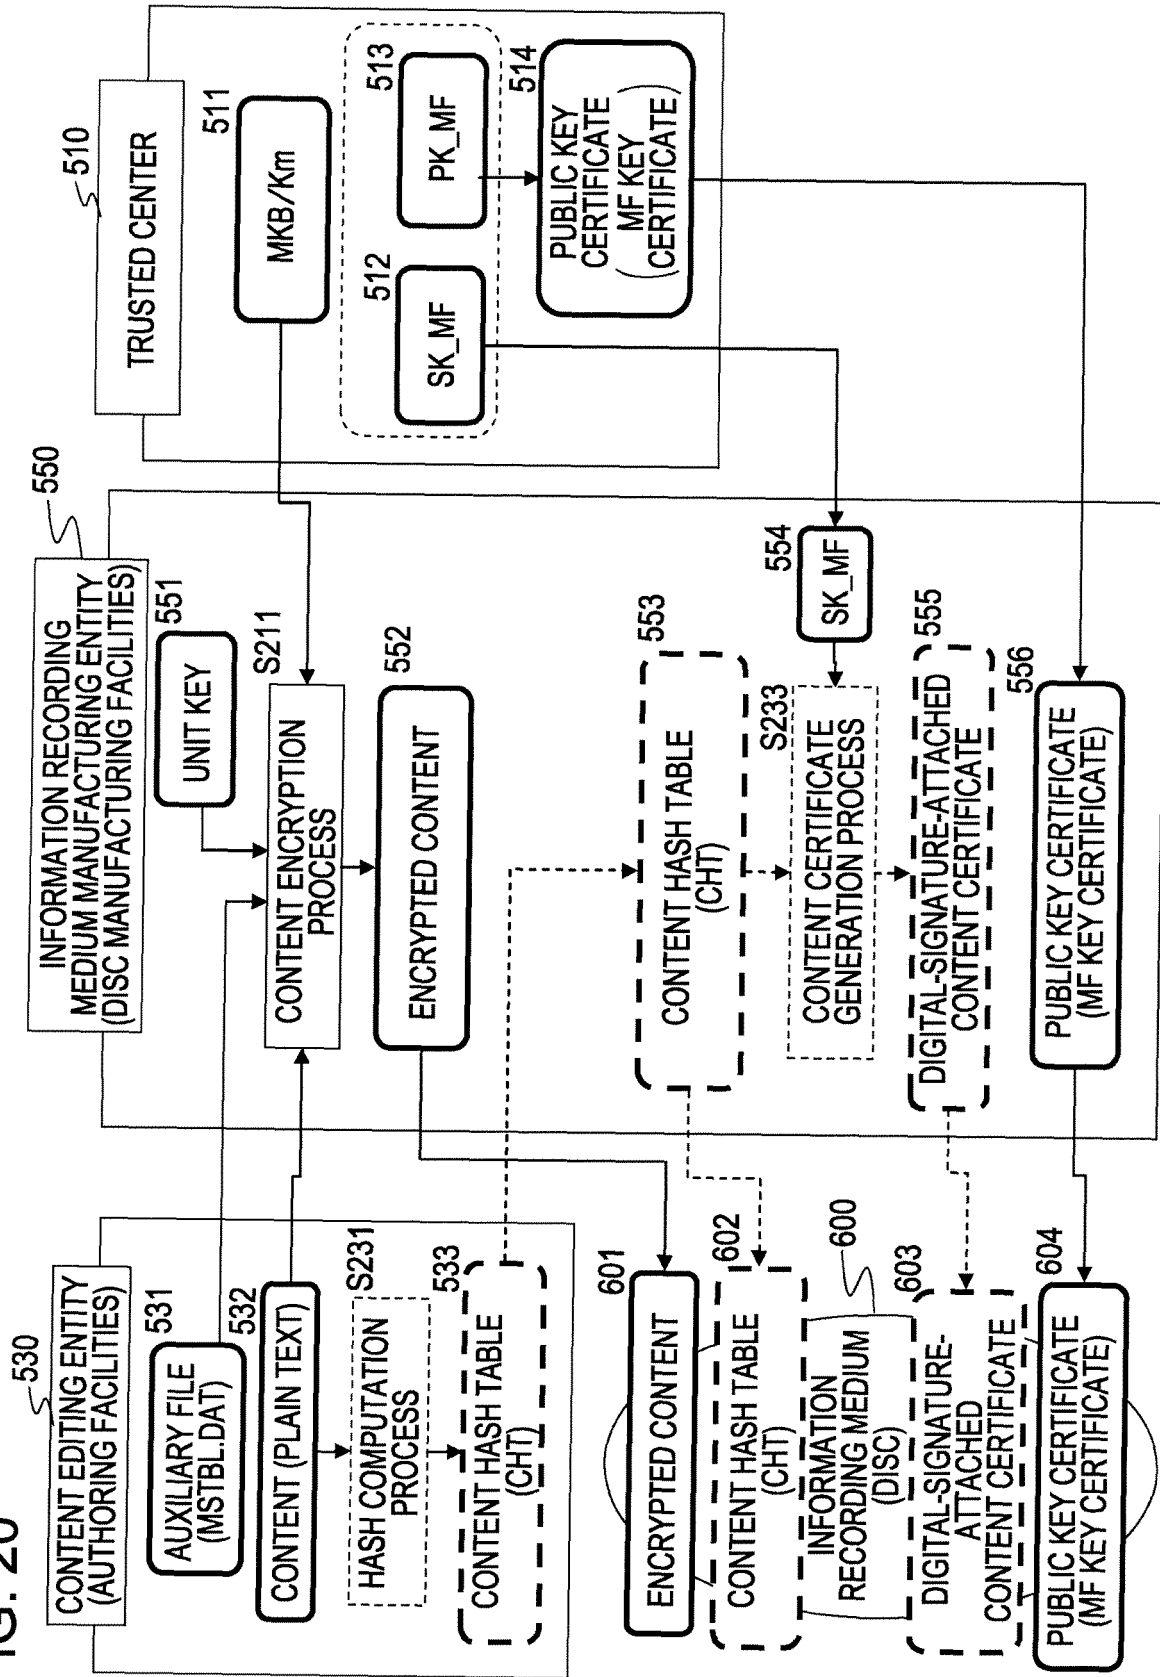 IG. 20
530
CONTENT EDITING ENTITY
(AUTHORING FACILITIES)
531
AUXILIARY FILE
(MSTBL.DAT)
532
CONTENT (PLAIN TEXT)
S231
HASH COMPUTATION
PROCESS
533
CONTENT HASH TABLE
(CHT)
550
INFORMATION RECORDING
MEDIUM MANUFACTURING ENTITY
(DISC MANUFACTURING FACILITIES)
551
UNIT KEY
S211
CONTENT ENCRYPTION
PROCESS
552
ENCRYPTED CONTENT
553
CONTENT HASH TABLE
(CHT)
554
SK_MF
S233
CONTENT CERTIFICATE
GENERATION PROCESS
555
DIGITAL-SIGNATURE-ATTACHED
CONTENT CERTIFICATE
556
PUBLIC KEY CERTIFICATE
(MF KEY CERTIFICATE)
510
TRUSTED CENTER
511
MKB/Km
512
SK_MF
513
PK_MF
514
PUBLIC KEY
CERTIFICATE
(MF KEY
CERTIFICATE)
601
ENCRYPTED CONTENT
602
CONTENT HASH TABLE
(CHT)
600
INFORMATION
RECORDING MEDIUM
(DISC)
603
DIGITAL-SIGNATURE-
ATTACHED
CONTENT CERTIFICATE
604
PUBLIC KEY CERTIFICATE
(MF KEY CERTIFICATE)